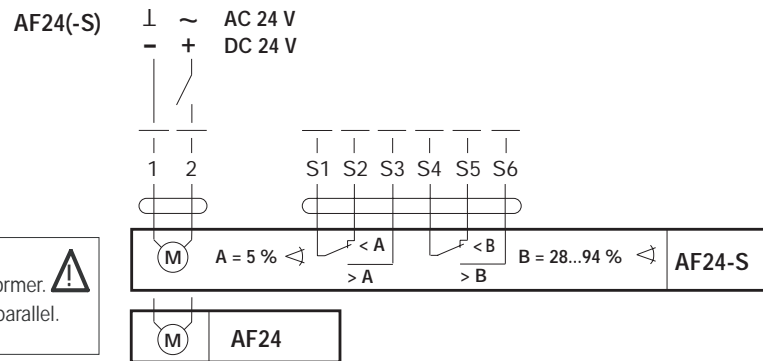 AF24(-S) ⊥ ~ AC 24 V
– + DC 24 V
1 2 S1 S2 S3 S4 S5 S6
M A = 5 % < A > A < B > B B = 28...94 % AF24-S
ormer.
parallel.
M AF24